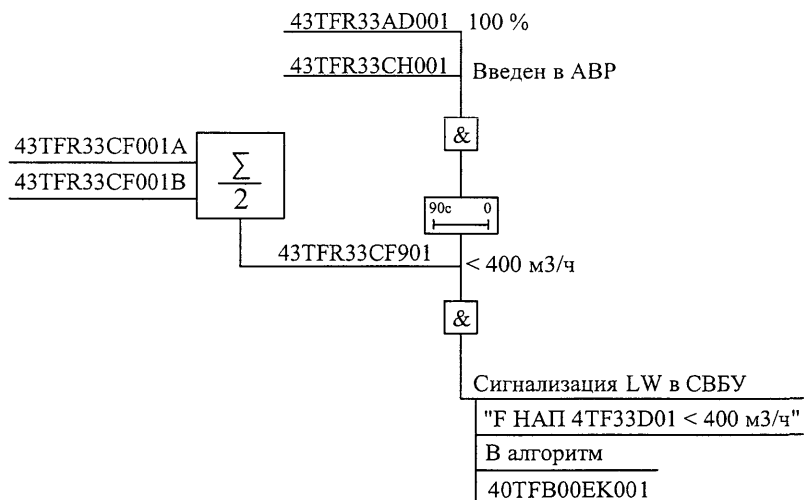 43TFR33AD001 100 %
43TFR33CH001 Введен в АВР
&
43TFR33CF001A
43TFR33CF001B
∑
2
90с 0
43TFR33CF901 < 400 м3/ч
&
Сигнализация LW в СВБУ
"F НАП 4TF33D01 < 400 м3/ч"
В алгоритм
40TFB00EK001